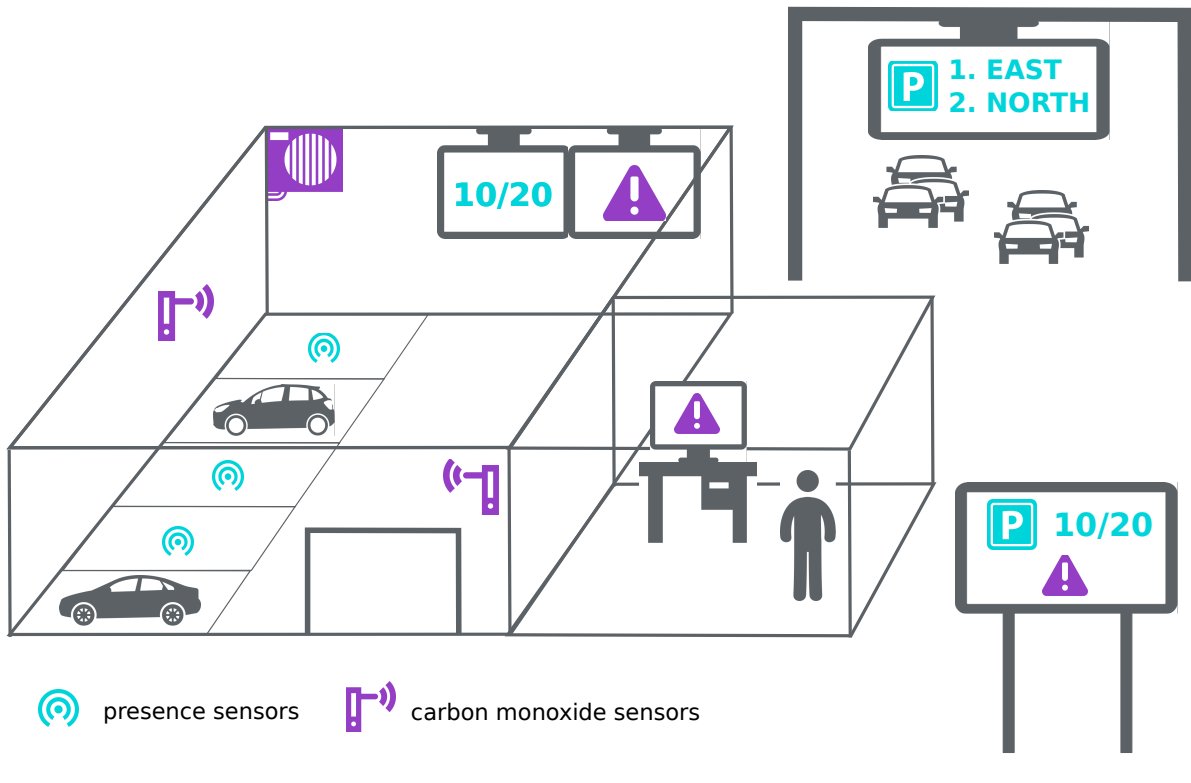 P
1. EAST
2. NORTH
10/20
P 10/20
presence sensors
carbon monoxide sensors